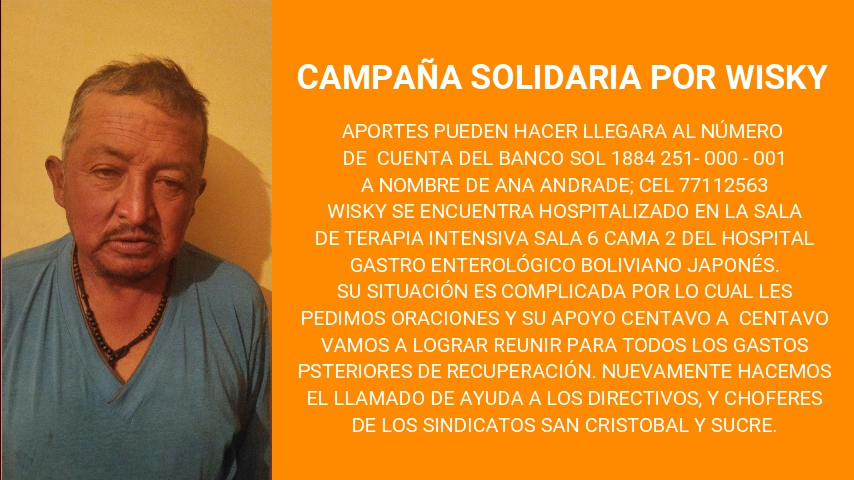 CAMPAÑA SOLIDARIA POR WISKY
APORTES PUEDEN HACER LLEGARA AL NÚMERO
DE CUENTA DEL BANCO SOL 1884 251- 000 - 001
A NOMBRE DE ANA ANDRADE; CEL 77112563
WISKY SE ENCUENTRA HOSPITALIZADO EN LA SALA
DE TERAPIA INTENSIVA SALA 6 CAMA 2 DEL HOSPITAL
GASTRO ENTEROLÓGICO BOLIVIANO JAPONÉS.
SU SITUACIÓN ES COMPLICADA POR LO CUAL LES
PEDIMOS ORACIONES Y SU APOYO CENTAVO A CENTAVO
VAMOS A LOGRAR REUNIR PARA TODOS LOS GASTOS
PSTERIORES DE RECUPERACIÓN. NUEVAMENTE HACEMOS
EL LLAMADO DE AYUDA A LOS DIRECTIVOS, Y CHOFERES
DE LOS SINDICATOS SAN CRISTOBAL Y SUCRE.